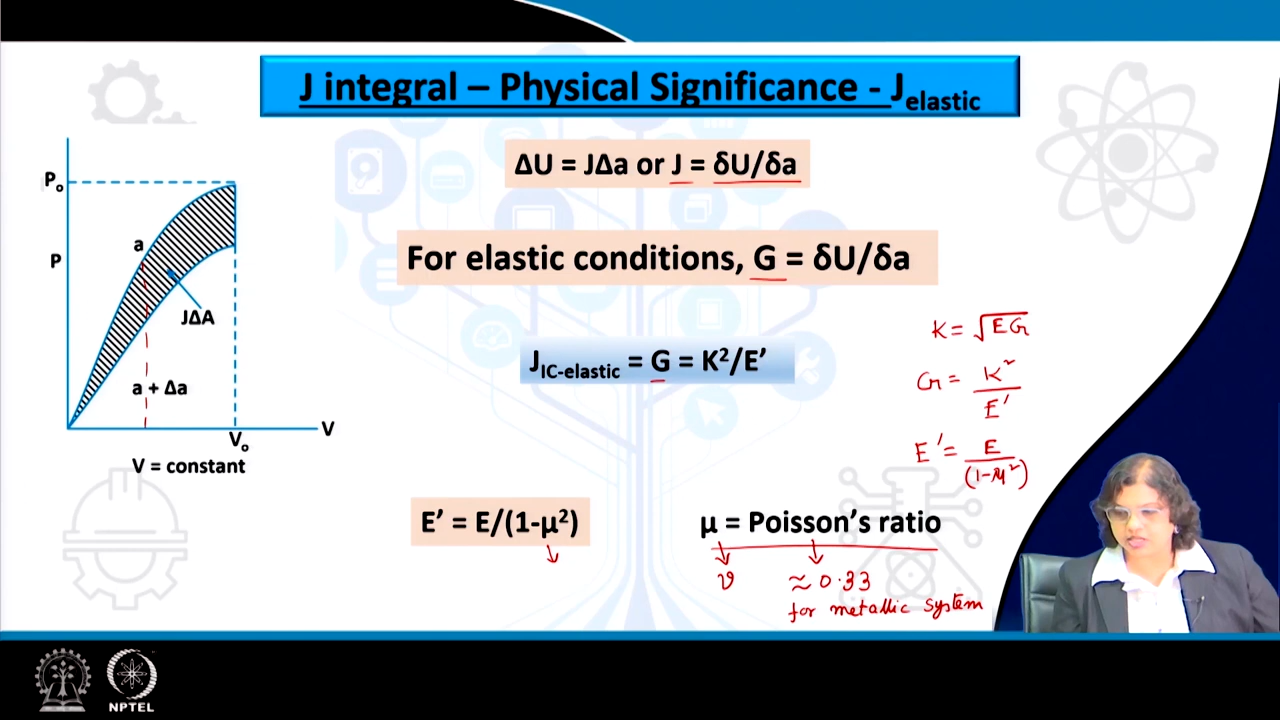 J integral – Physical Significance - Jelastic
ΔU = JΔa or J = δU/δa
For elastic conditions, G = δU/δa
JIC-elastic = G = K²/E’
E’ = E/(1-µ²)
µ = Poisson’s ratio
ν
≈ 0.33
for metallic system
K = √EG
G = K²/E'
E' = E/(1-µ²)
Po
a
P
JΔA
a + Δa
Vo
V
V = constant
NPTEL